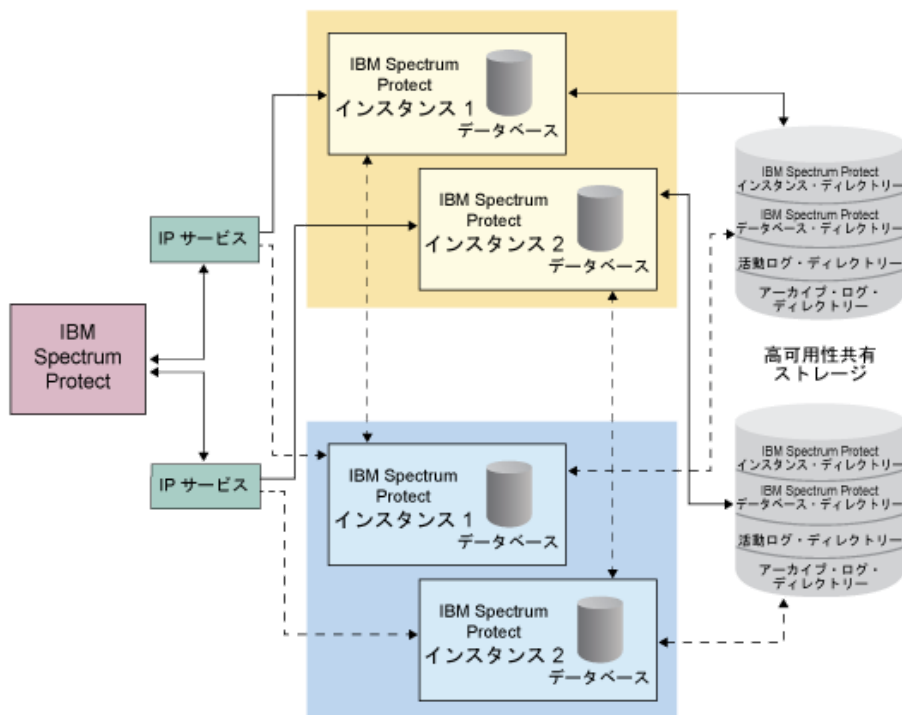 IBM Spectrum
Protect
インスタンス 1
データベース
IBM Spectrum
Protect
インスタンス 2
データベース
IP サービス
IBM
Spectrum
Protect
IP サービス
IBM Spectrum
Protect
インスタンス 1
データベース
IBM Spectrum
Protect
インスタンス 2
データベース
IBM Spectrum Protect
インスタンス・ディレクトリー
IBM Spectrum Protect
データベース・ディレクトリー
活動ログ・ディレクトリー
アーカイブ・ログ・
ディレクトリー
高可用性共有
ストレージ
IBM Spectrum Protect
インスタンス・ディレクトリー
IBM Spectrum Protect
データベース・ディレクトリー
活動ログ・ディレクトリー
アーカイブ・ログ・
ディレクトリー